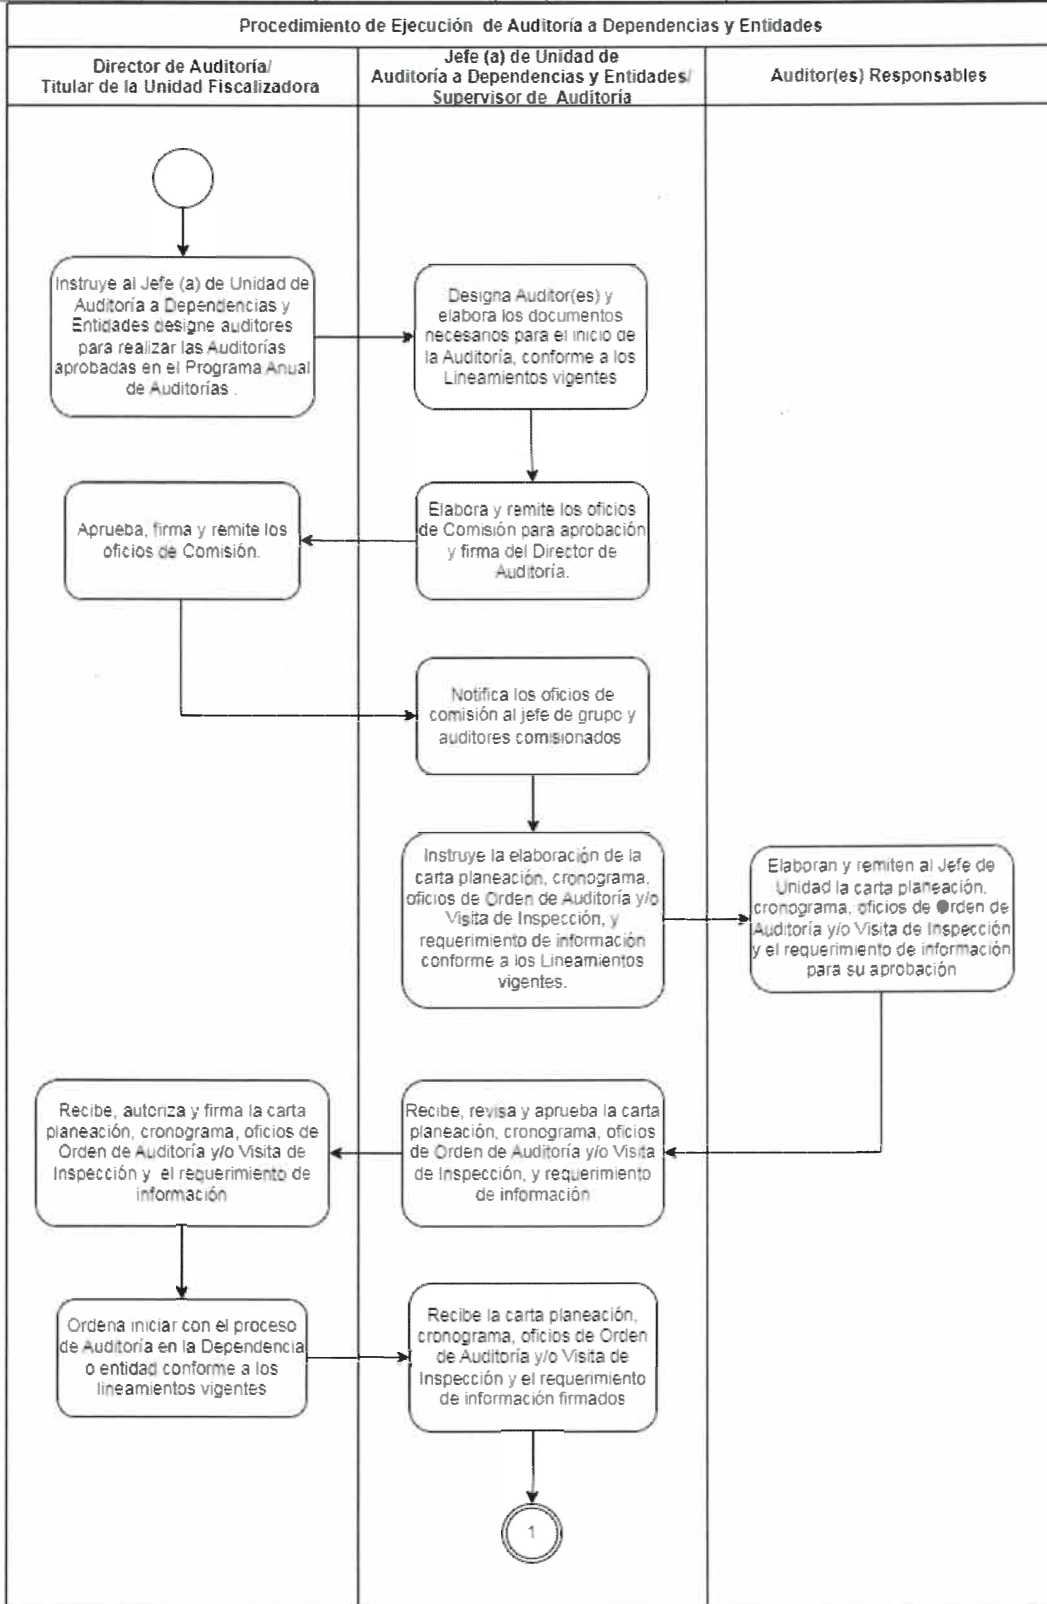 Procedimiento de Ejecución de Auditoría a Dependencias y Entidades
Director de Auditoría/
Titular de la Unidad Fiscalizadora
Jefe (a) de Unidad de
Auditoría a Dependencias y Entidades/
Supervisor de Auditoría
Auditor(es) Responsables
Instruye al Jefe (a) de Unidad de
Auditoría a Dependencias y
Entidades designe auditores
para realizar las Auditorías
aprobadas en el Programa Anual
de Auditorías .
Designa Auditor(es) y
elabora los documentos
necesarios para el inicio de
la Auditoría, conforme a los
Lineamientos vigentes
Elabora y remite los oficios
de Comisión para aprobación
y firma del Director de
Auditoría.
Aprueba, firma y remite los
oficios de Comisión.
Notifica los oficios de
comisión al jefe de grupo y
auditores comisionados
Instruye la elaboración de la
carta planeación, cronograma,
oficios de Orden de Auditoría y/o
Visita de Inspección, y
requerimiento de información
conforme a los Lineamientos
vigentes.
Elaboran y remiten al Jefe de
Unidad la carta planeación,
cronograma, oficios de Orden de
Auditoría y/o Visita de Inspección
y el requerimiento de información
para su aprobación
Recibe, revisa y aprueba la carta
planeación, cronograma, oficios
de Orden de Auditoría y/o Visita
de Inspección, y requerimiento
de información
Recibe, autoriza y firma la carta
planeación, cronograma, oficios de
Orden de Auditoría y/o Visita de
Inspección y el requerimiento de
información
Ordena iniciar con el proceso
de Auditoría en la Dependencia
o entidad conforme a los
lineamientos vigentes
Recibe la carta planeación,
cronograma, oficios de Orden
de Auditoría y/o Visita de
Inspección y el requerimiento
de información firmados
1